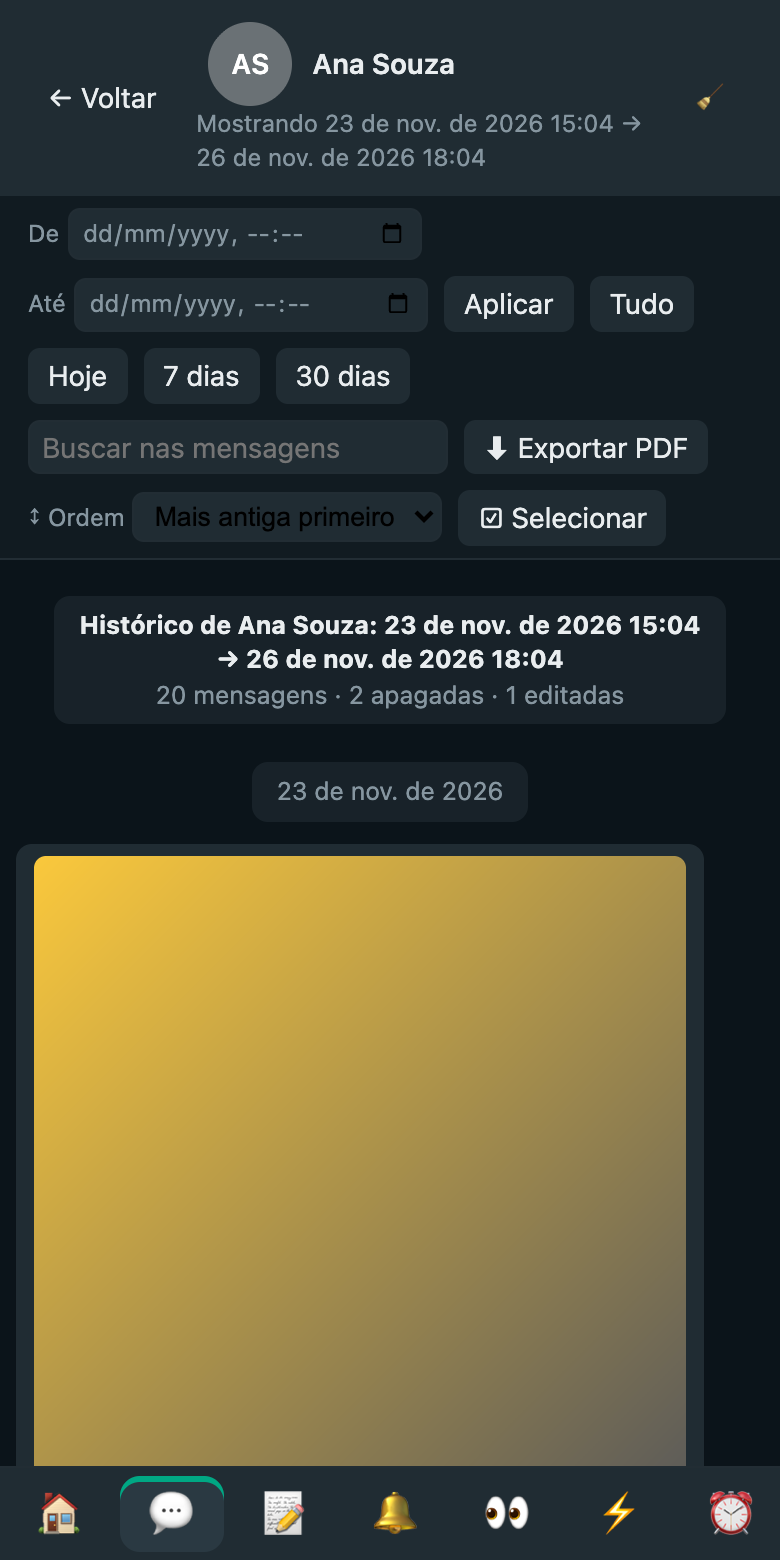 ← Voltar
AS
Ana Souza
Mostrando 23 de nov. de 2026 15:04 →
26 de nov. de 2026 18:04
De dd/mm/yyyy, --:--
Até dd/mm/yyyy, --:-- Aplicar Tudo
Hoje 7 dias 30 dias
Buscar nas mensagens ⬇ Exportar PDF
↕ Ordem Mais antiga primeiro ☑ Selecionar
Histórico de Ana Souza: 23 de nov. de 2026 15:04
→ 26 de nov. de 2026 18:04
20 mensagens · 2 apagadas · 1 editadas
23 de nov. de 2026